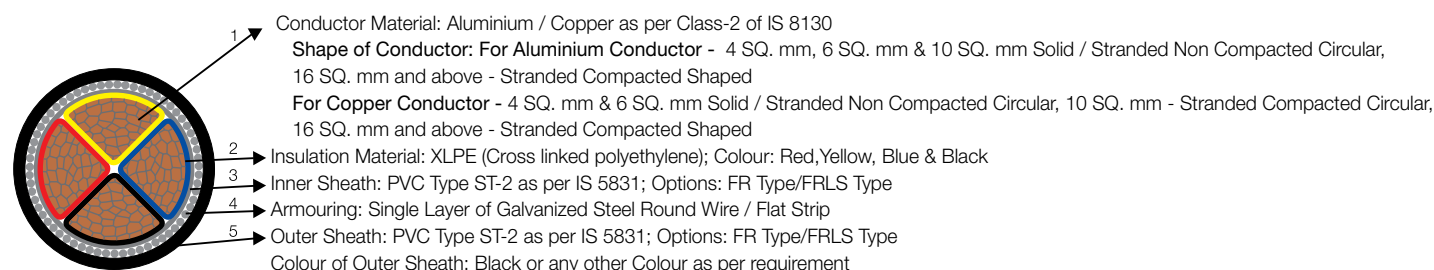 1 Conductor Material: Aluminium / Copper as per Class-2 of IS 8130
Shape of Conductor: For Aluminium Conductor - 4 SQ. mm, 6 SQ. mm & 10 SQ. mm Solid / Stranded Non Compacted Circular,
16 SQ. mm and above - Stranded Compacted Shaped
For Copper Conductor - 4 SQ. mm & 6 SQ. mm Solid / Stranded Non Compacted Circular, 10 SQ. mm - Stranded Compacted Circular,
16 SQ. mm and above - Stranded Compacted Shaped
2 Insulation Material: XLPE (Cross linked polyethylene); Colour: Red,Yellow, Blue & Black
3 Inner Sheath: PVC Type ST-2 as per IS 5831; Options: FR Type/FRLS Type
4 Armouring: Single Layer of Galvanized Steel Round Wire / Flat Strip
5 Outer Sheath: PVC Type ST-2 as per IS 5831; Options: FR Type/FRLS Type
Colour of Outer Sheath: Black or any other Colour as per requirement